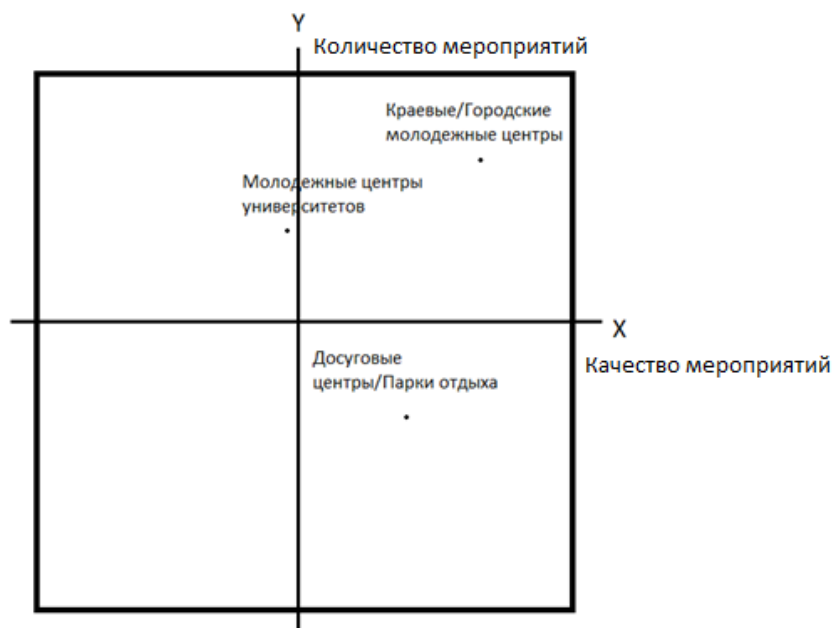 Y
Количество мероприятий
Краевые/Городские
молодежные центры
Молодежные центры
университетов
X
Досуговые
центры/Парки отдыха
Качество мероприятий